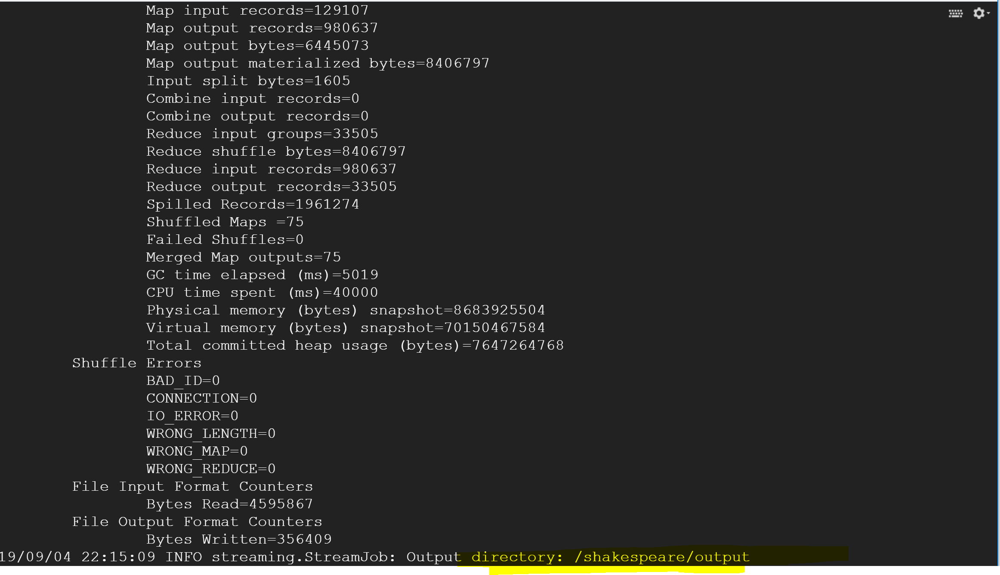 Map input records=129107
Map output records=980637
Map output bytes=6445073
Map output materialized bytes=8406797
Input split bytes=1605
Combine input records=0
Combine output records=0
Reduce input groups=33505
Reduce shuffle bytes=8406797
Reduce input records=980637
Reduce output records=33505
Spilled Records=1961274
Shuffled Maps =75
Failed Shuffles=0
Merged Map outputs=75
GC time elapsed (ms)=5019
CPU time spent (ms)=40000
Physical memory (bytes) snapshot=8683925504
Virtual memory (bytes) snapshot=70150467584
Total committed heap usage (bytes)=7647264768
Shuffle Errors
BAD_ID=0
CONNECTION=0
IO_ERROR=0
WRONG_LENGTH=0
WRONG_MAP=0
WRONG_REDUCE=0
File Input Format Counters
Bytes Read=4595867
File Output Format Counters
Bytes Written=356409
19/09/04 22:15:09 INFO streaming.StreamJob: Output directory: /shakespeare/output